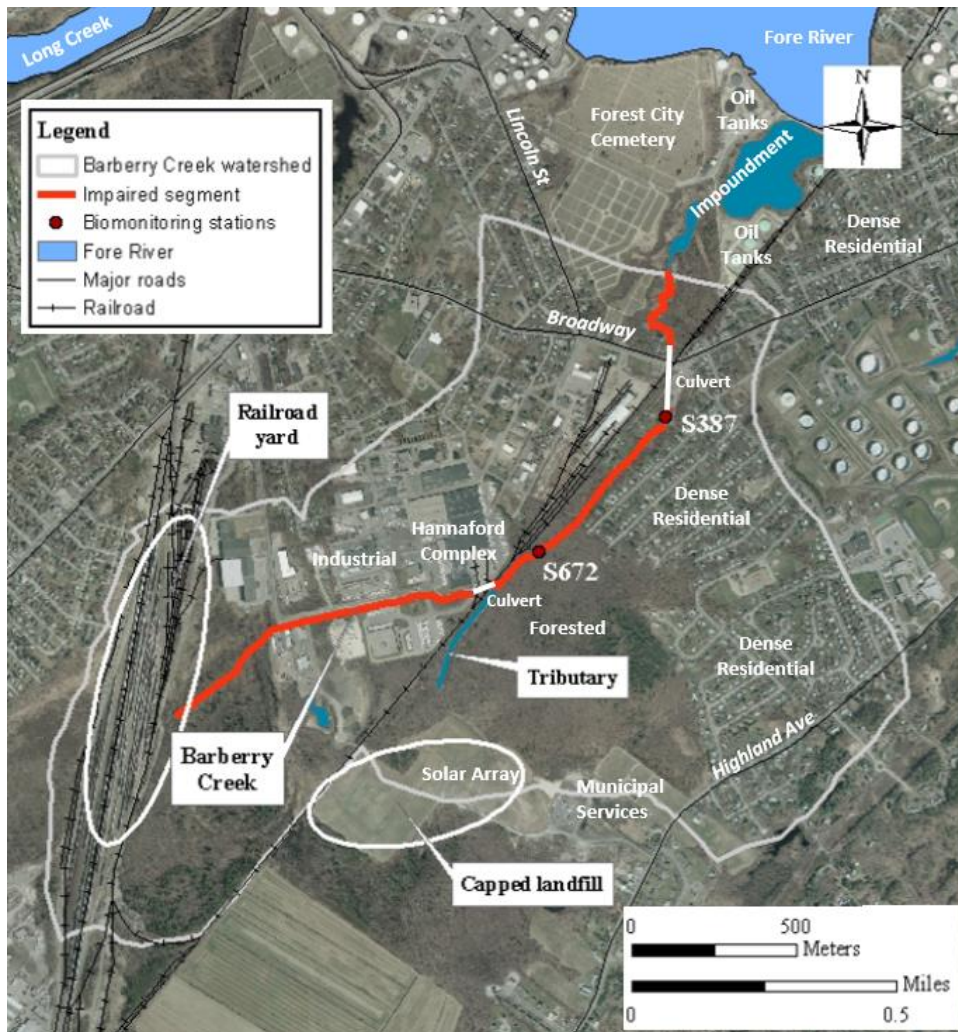 Long Creek
Fore River
N
Legend
Barberry Creek watershed
Impaired segment
Biomonitoring stations
Fore River
Major roads
Railroad
Lincoln St
Forest City
Cemetery
Oil
Tanks
Impoundment
Oil
Tanks
Dense
Residential
Broadway
Culvert
S387
Railroad
yard
Dense
Residential
Hannaford
Complex
Industrial
S672
Culvert
Forested
Dense
Residential
Tributary
Barberry
Creek
Highland Ave
Solar Array
Municipal
Services
Capped landfill
0 500
Meters
Miles
0 0.5